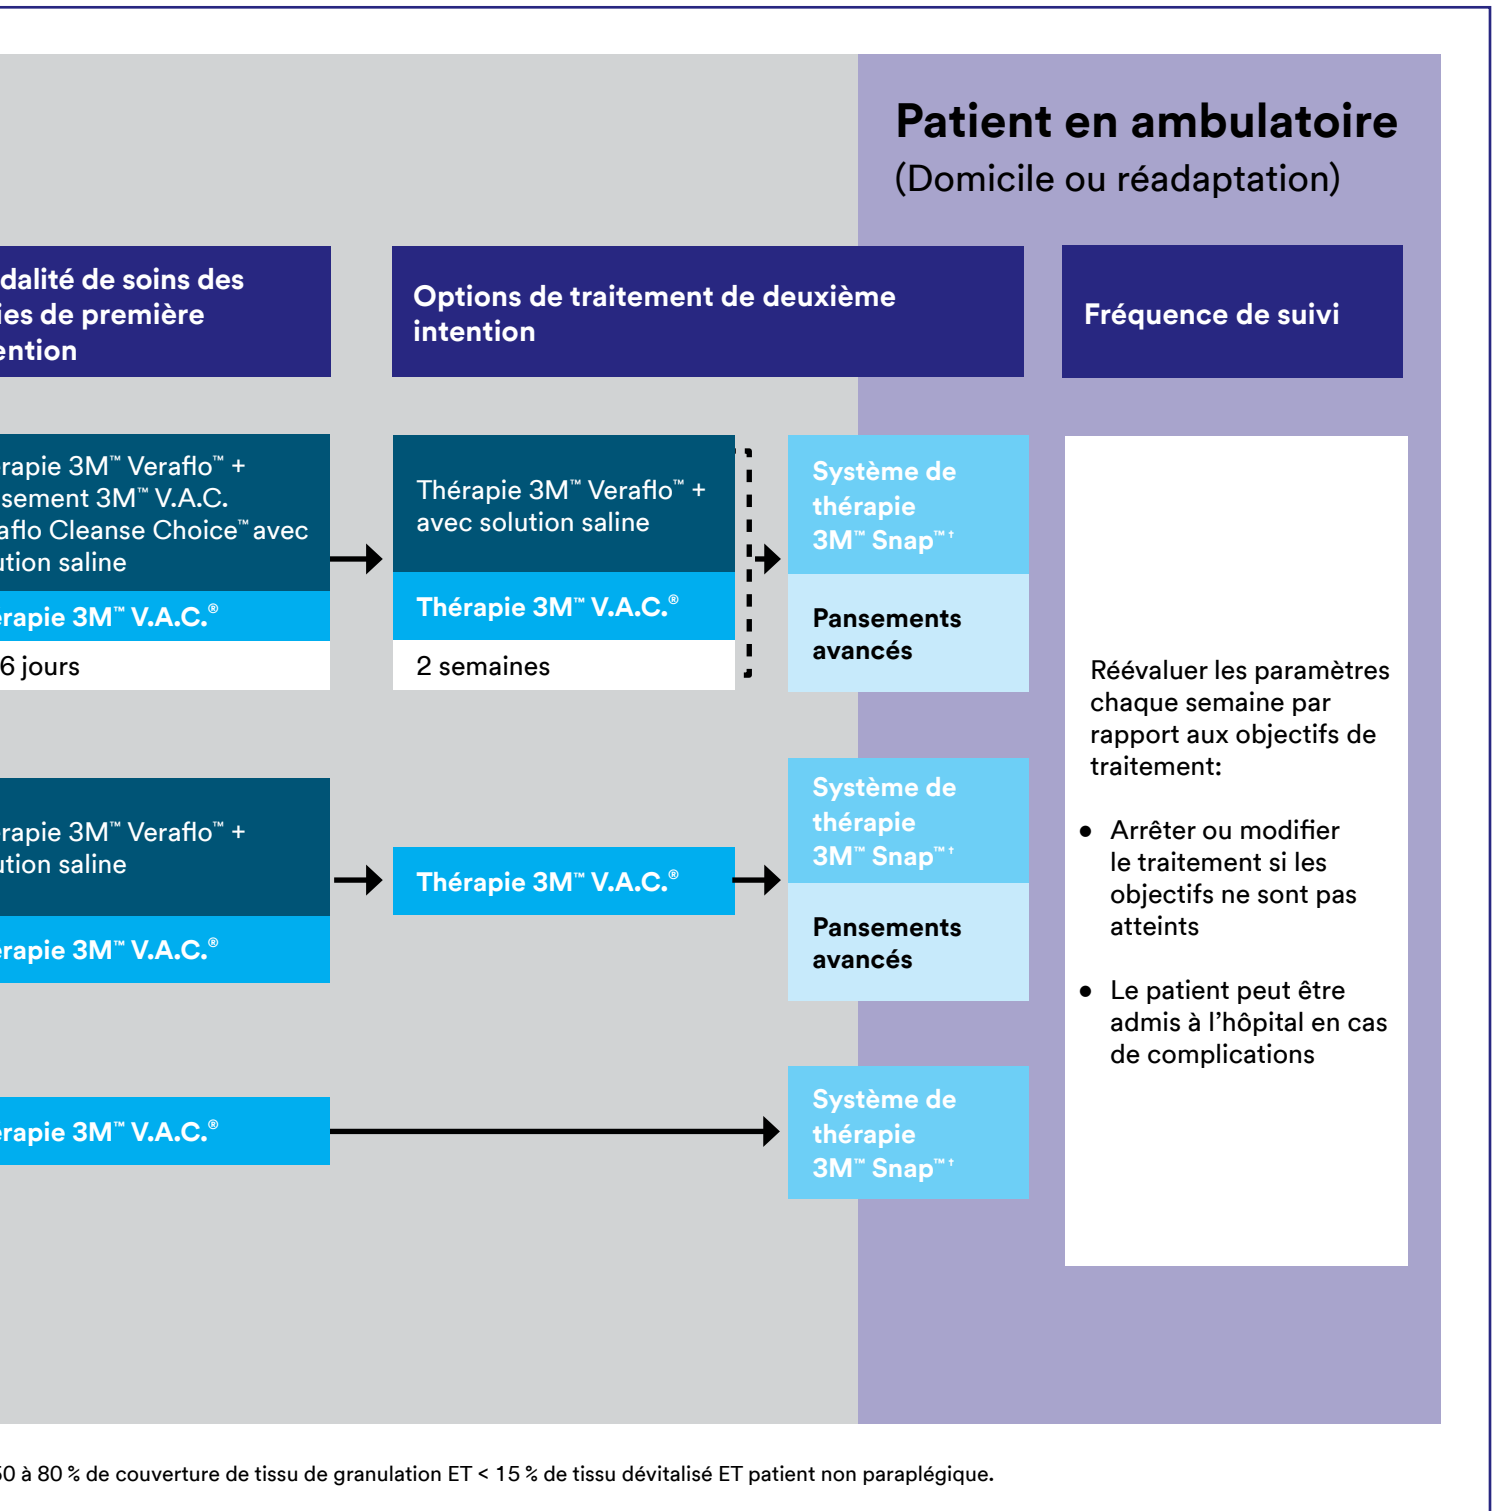 Patient en ambulatoire
(Domicile ou réadaptation)
dalité de soins des
ies de première
ention
Options de traitement de deuxième
intention
Fréquence de suivi
érapie 3M™ Veraflo™ +
sement 3M™ V.A.C.
aflo Cleanse Choice™ avec
ution saline
érapie 3M™ V.A.C.®
6 jours
Thérapie 3M™ Veraflo™ +
avec solution saline
Thérapie 3M™ V.A.C.®
2 semaines
Système de
thérapie
3M™ Snap™†
Pansements
avancés
érapie 3M™ Veraflo™ +
ution saline
érapie 3M™ V.A.C.®
Thérapie 3M™ V.A.C.®
Système de
thérapie
3M™ Snap™†
Pansements
avancés
érapie 3M™ V.A.C.®
Système de
thérapie
3M™ Snap™†
Réévaluer les paramètres
chaque semaine par
rapport aux objectifs de
traitement:
● Arrêter ou modifier
le traitement si les
objectifs ne sont pas
atteints
● Le patient peut être
admis à l’hôpital en cas
de complications
50 à 80 % de couverture de tissu de granulation ET < 15 % de tissu dévitalisé ET patient non paraplégique.